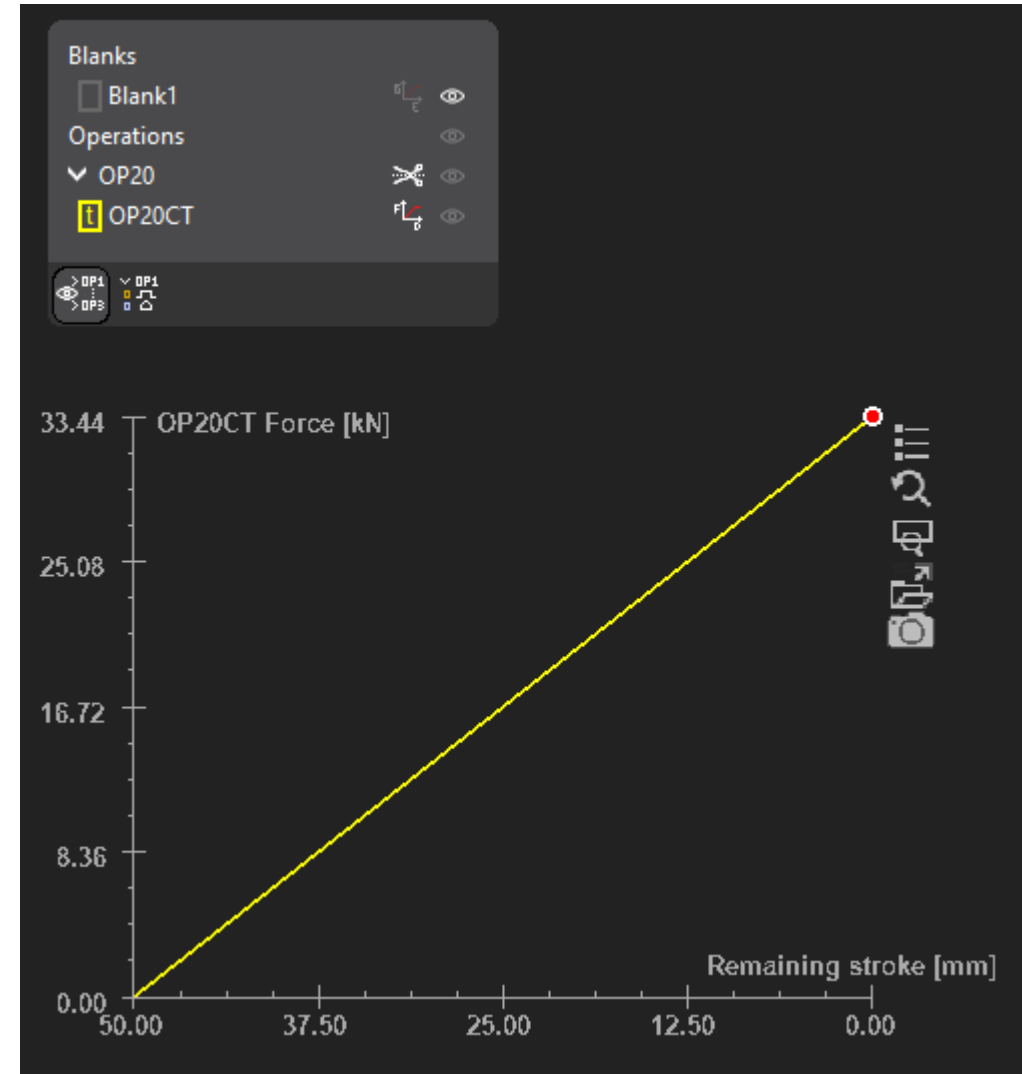 Blanks
Blank1
Operations
OP20
t OP20CT
>OP1
>OP3
OP1
33.44 OP20CT Force [kN]
25.08
16.72
8.36
Remaining stroke [mm]
0.00
50.00 37.50 25.00 12.50 0.00